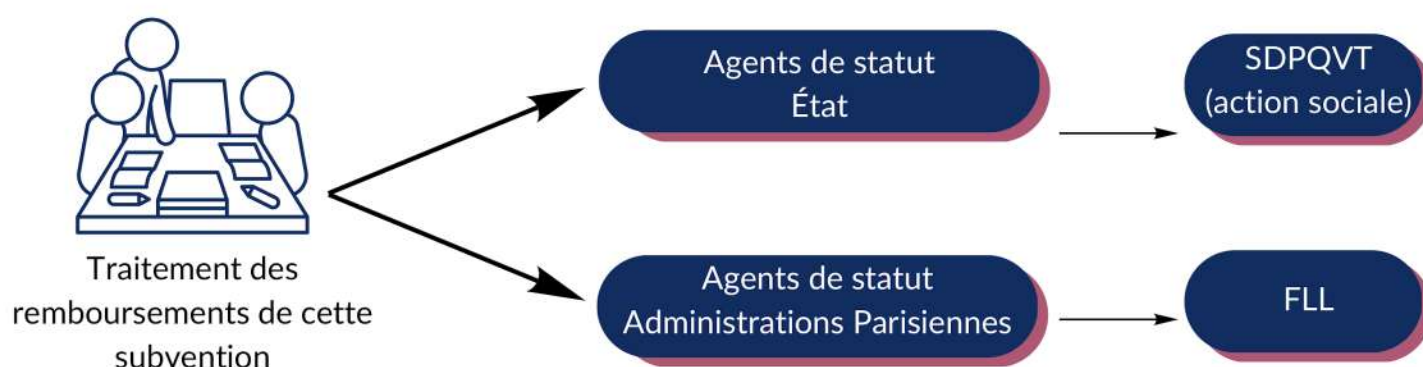 Agents de statut
État
SDPQVT
(action sociale)
Traitement des
remboursements de cette
subvention
Agents de statut
Administrations Parisiennes
FLL